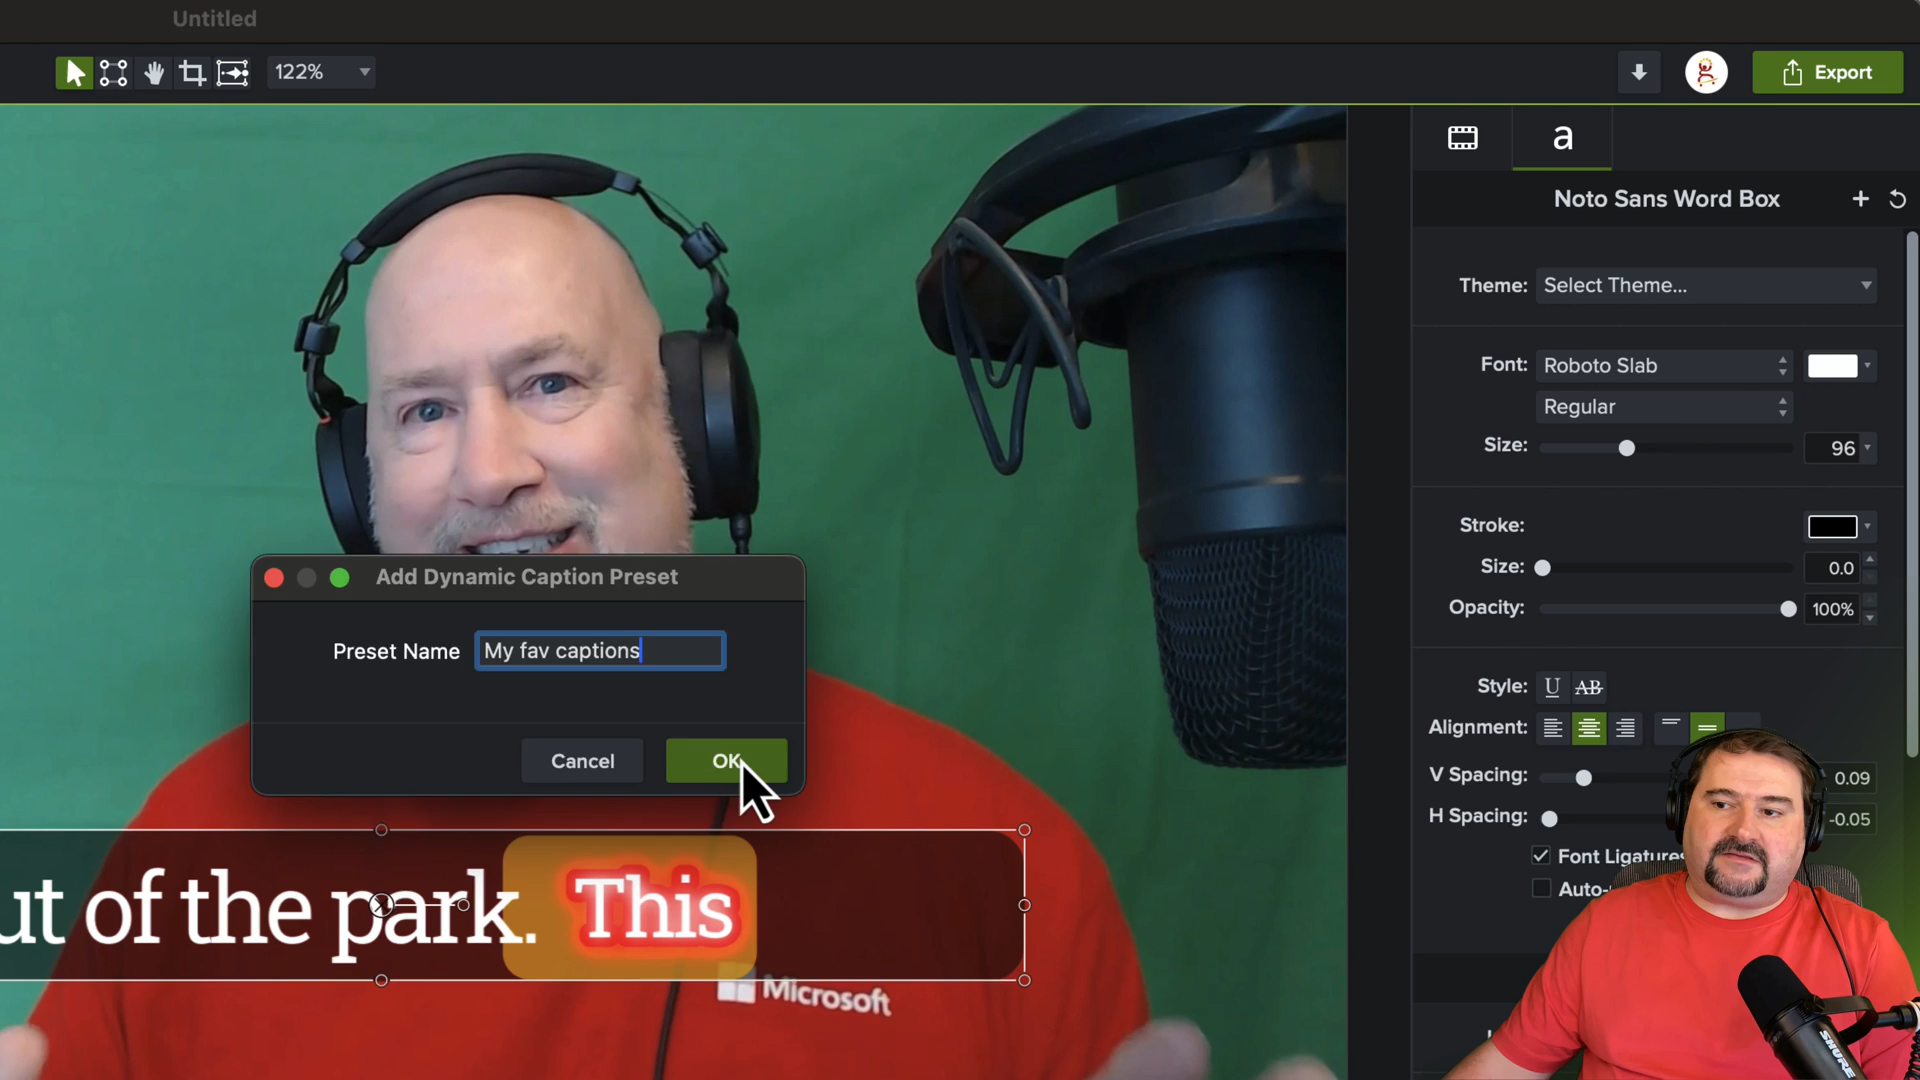 Untitled
122%
Export
a
Noto Sans Word Box
Theme: Select Theme...
Font: Roboto Slab
Regular
Size: 96
Stroke:
Size: 0.0
Opacity: 100%
Style: U AB
Alignment:
V Spacing: 0.09
H Spacing: -0.05
Font Ligatures
Auto-
Add Dynamic Caption Preset
Preset Name My fav captions
Cancel OK
ut of the park. This
Microsoft
SHURE